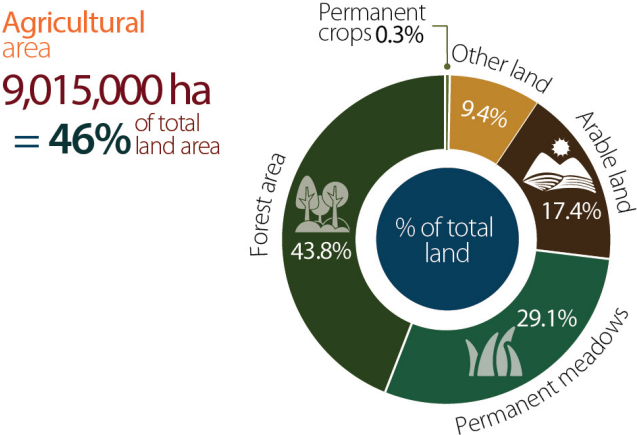 Agricultural
area
9,015,000 ha
= 46% of total
land area
Permanent
crops 0.3%
Other land
9.4%
Arable land
17.4%
Forest area
43.8%
% of total
land
29.1%
Permanent meadows